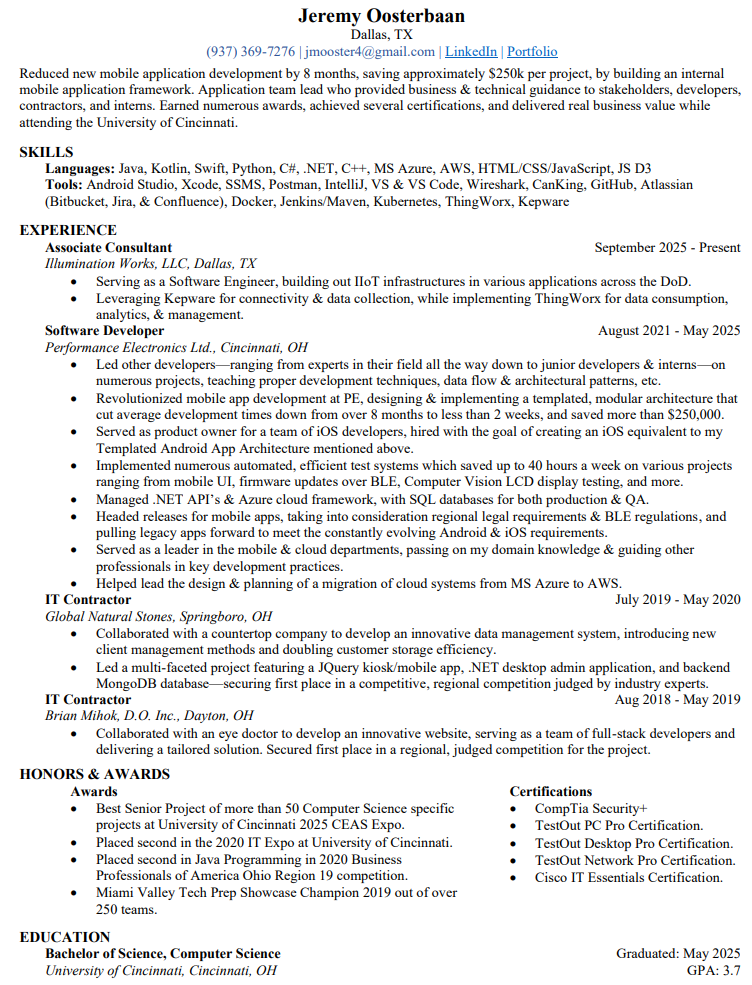 Jeremy Oosterbaan
Dallas, TX
(937) 369-7276 | jmooster4@gmail.com | LinkedIn | Portfolio
Reduced new mobile application development by 8 months, saving approximately $250k per project, by building an internal
mobile application framework. Application team lead who provided business & technical guidance to stakeholders, developers,
contractors, and interns. Earned numerous awards, achieved several certifications, and delivered real business value while
attending the University of Cincinnati.
SKILLS
Languages: Java, Kotlin, Swift, Python, C#, .NET, C++, MS Azure, AWS, HTML/CSS/JavaScript, JS D3
Tools: Android Studio, Xcode, SSMS, Postman, IntelliJ, VS & VS Code, Wireshark, CanKing, GitHub, Atlassian
(Bitbucket, Jira, & Confluence), Docker, Jenkins/Maven, Kubernetes, ThingWorx, Kepware
EXPERIENCE
Associate Consultant September 2025 - Present
Illumination Works, LLC, Dallas, TX
• Serving as a Software Engineer, building out IIoT infrastructures in various applications across the DoD.
• Leveraging Kepware for connectivity & data collection, while implementing ThingWorx for data consumption,
analytics, & management.
Software Developer August 2021 - May 2025
Performance Electronics Ltd., Cincinnati, OH
• Led other developers—ranging from experts in their field all the way down to junior developers & interns—on
numerous projects, teaching proper development techniques, data flow & architectural patterns, etc.
• Revolutionized mobile app development at PE, designing & implementing a templated, modular architecture that
cut average development times down from over 8 months to less than 2 weeks, and saved more than $250,000.
• Served as product owner for a team of iOS developers, hired with the goal of creating an iOS equivalent to my
Templated Android App Architecture mentioned above.
• Implemented numerous automated, efficient test systems which saved up to 40 hours a week on various projects
ranging from mobile UI, firmware updates over BLE, Computer Vision LCD display testing, and more.
• Managed .NET API's & Azure cloud framework, with SQL databases for both production & QA.
• Headed releases for mobile apps, taking into consideration regional legal requirements & BLE regulations, and
pulling legacy apps forward to meet the constantly evolving Android & iOS requirements.
• Served as a leader in the mobile & cloud departments, passing on my domain knowledge & guiding other
professionals in key development practices.
• Helped lead the design & planning of a migration of cloud systems from MS Azure to AWS.
IT Contractor July 2019 - May 2020
Global Natural Stones, Springboro, OH
• Collaborated with a countertop company to develop an innovative data management system, introducing new
client management methods and doubling customer storage efficiency.
• Led a multi-faceted project featuring a JQuery kiosk/mobile app, .NET desktop admin application, and backend
MongoDB database—securing first place in a competitive, regional competition judged by industry experts.
IT Contractor Aug 2018 - May 2019
Brian Mihok, D.O. Inc., Dayton, OH
• Collaborated with an eye doctor to develop an innovative website, serving as a team of full-stack developers and
delivering a tailored solution. Secured first place in a regional, judged competition for the project.
HONORS & AWARDS
Awards
• Best Senior Project of more than 50 Computer Science specific
projects at University of Cincinnati 2025 CEAS Expo.
• Placed second in the 2020 IT Expo at University of Cincinnati.
• Placed second in Java Programming in 2020 Business
Professionals of America Ohio Region 19 competition.
• Miami Valley Tech Prep Showcase Champion 2019 out of over
250 teams.
Certifications
• CompTia Security+
• TestOut PC Pro Certification.
• TestOut Desktop Pro Certification.
• TestOut Network Pro Certification.
• Cisco IT Essentials Certification.
EDUCATION
Bachelor of Science, Computer Science Graduated: May 2025
University of Cincinnati, Cincinnati, OH GPA: 3.7